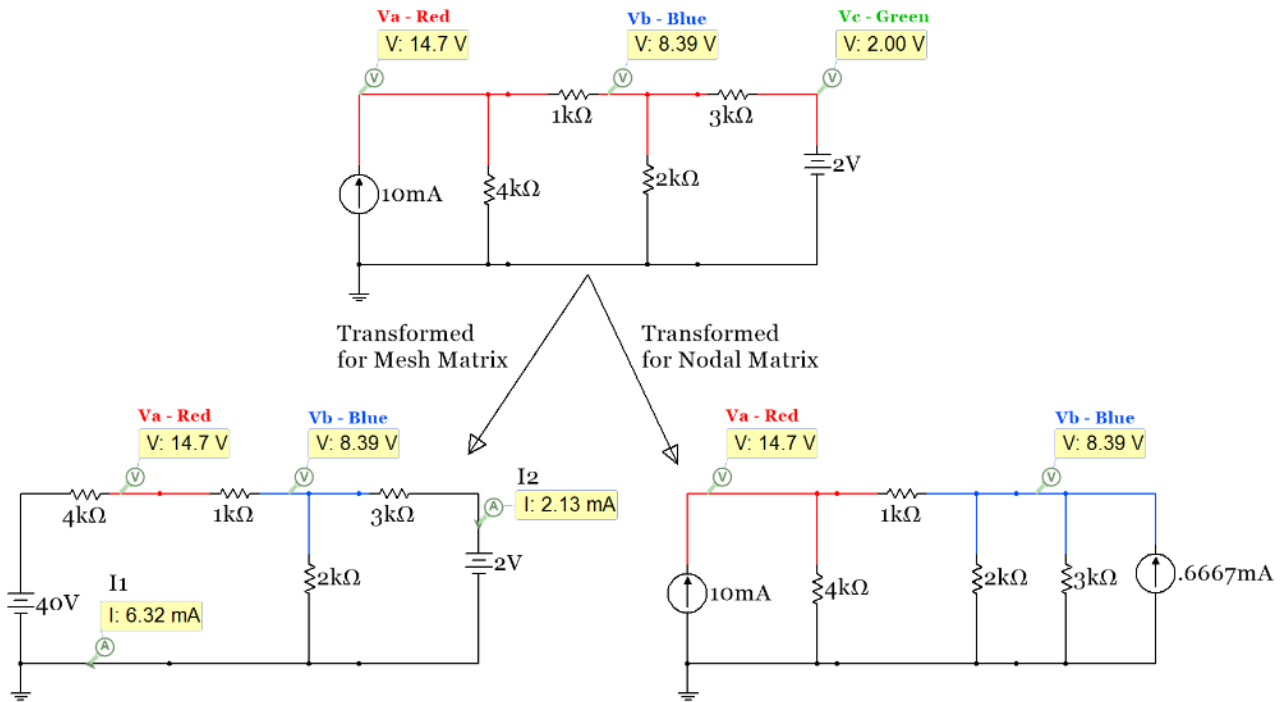 Va - Red
Vb - Blue
Vc - Green
V: 14.7 V
V: 8.39 V
V: 2.00 V
V
V
V
1kΩ
3kΩ
10mA
4kΩ
2kΩ
2V
Transformed
for Mesh Matrix
Transformed
for Nodal Matrix
Va - Red
Vb - Blue
V: 14.7 V
V: 8.39 V
V
V
I2
I: 2.13 mA
A
4kΩ
1kΩ
3kΩ
2kΩ
2V
40V
I1
I: 6.32 mA
A
Va - Red
Vb - Blue
V: 14.7 V
V: 8.39 V
V
V
1kΩ
10mA
4kΩ
2kΩ
3kΩ
.6667mA